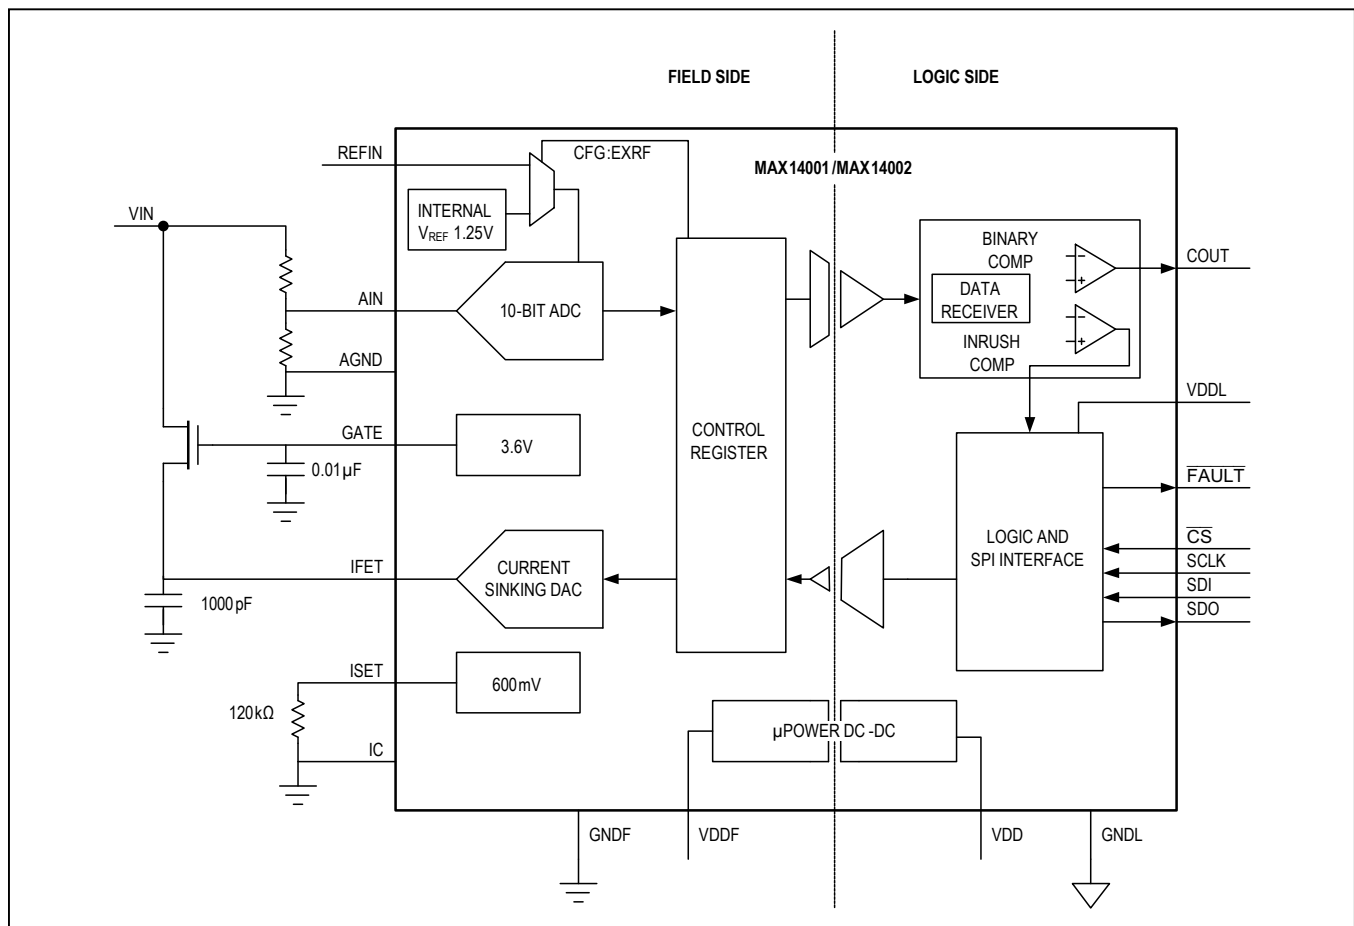 FIELD SIDE
LOGIC SIDE
REFIN
CFG:EXRF
MAX14001/MAX14002
INTERNAL
VREF 1.25V
VIN
BINARY
COMP
COUT
DATA
RECEIVER
AIN
10-BIT ADC
INRUSH
COMP
AGND
VDDL
GATE
3.6V
0.01µF
CONTROL
REGISTER
FAULT
LOGIC AND
SPI INTERFACE
CS
SCLK
SDI
SDO
IFET
CURRENT
SINKING DAC
1000pF
ISET
600mV
120kΩ
IC
µPOWER DC-DC
GNDF
VDDF
VDD
GNDL